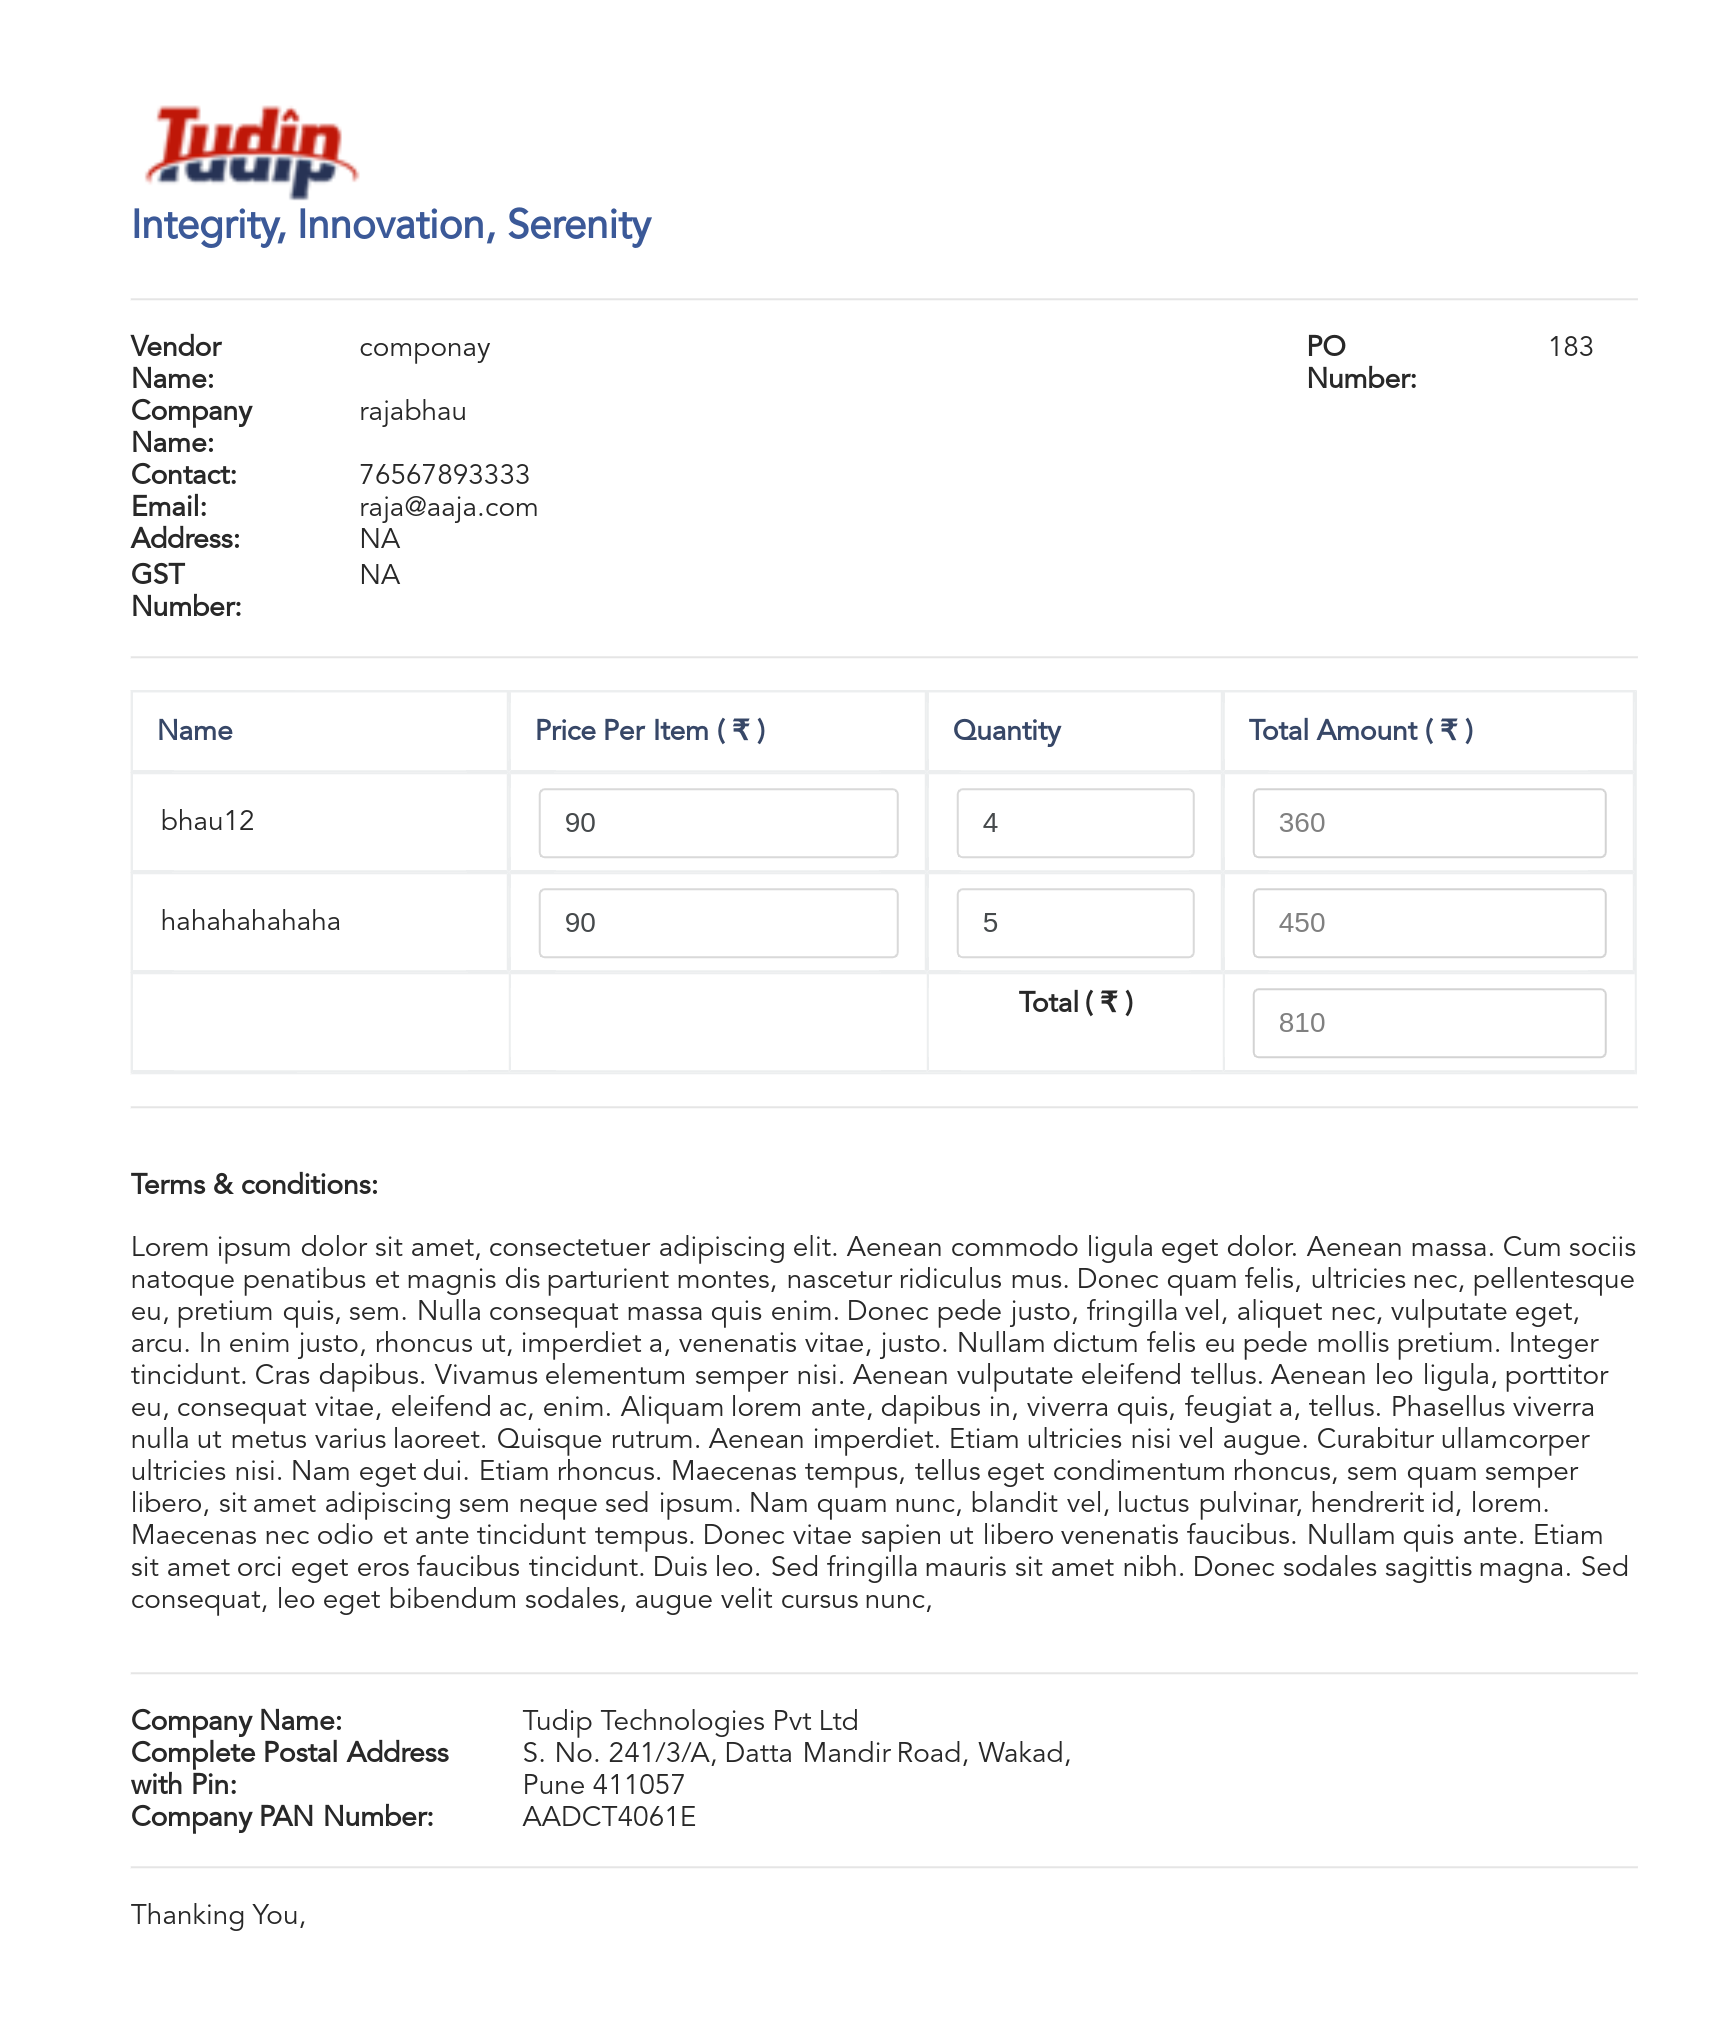 Tudip
Integrity, Innovation, Serenity
Vendor Name: componay
PO Number: 183
Company Name: rajabhau
Contact: 76567893333
Email: raja@aaja.com
Address: NA
GST Number: NA
Name Price Per Item ( ₹ ) Quantity Total Amount ( ₹ )
bhau12 90 4 360
hahahahahaha 90 5 450
Total ( ₹ ) 810
Terms & conditions:
Lorem ipsum dolor sit amet, consectetuer adipiscing elit. Aenean commodo ligula eget dolor. Aenean massa. Cum sociis
natoque penatibus et magnis dis parturient montes, nascetur ridiculus mus. Donec quam felis, ultricies nec, pellentesque
eu, pretium quis, sem. Nulla consequat massa quis enim. Donec pede justo, fringilla vel, aliquet nec, vulputate eget,
arcu. In enim justo, rhoncus ut, imperdiet a, venenatis vitae, justo. Nullam dictum felis eu pede mollis pretium. Integer
tincidunt. Cras dapibus. Vivamus elementum semper nisi. Aenean vulputate eleifend tellus. Aenean leo ligula, porttitor
eu, consequat vitae, eleifend ac, enim. Aliquam lorem ante, dapibus in, viverra quis, feugiat a, tellus. Phasellus viverra
nulla ut metus varius laoreet. Quisque rutrum. Aenean imperdiet. Etiam ultricies nisi vel augue. Curabitur ullamcorper
ultricies nisi. Nam eget dui. Etiam rhoncus. Maecenas tempus, tellus eget condimentum rhoncus, sem quam semper
libero, sit amet adipiscing sem neque sed ipsum. Nam quam nunc, blandit vel, luctus pulvinar, hendrerit id, lorem.
Maecenas nec odio et ante tincidunt tempus. Donec vitae sapien ut libero venenatis faucibus. Nullam quis ante. Etiam
sit amet orci eget eros faucibus tincidunt. Duis leo. Sed fringilla mauris sit amet nibh. Donec sodales sagittis magna. Sed
consequat, leo eget bibendum sodales, augue velit cursus nunc,
Company Name: Tudip Technologies Pvt Ltd
Complete Postal Address S. No. 241/3/A, Datta Mandir Road, Wakad,
with Pin: Pune 411057
Company PAN Number: AADCT4061E
Thanking You,